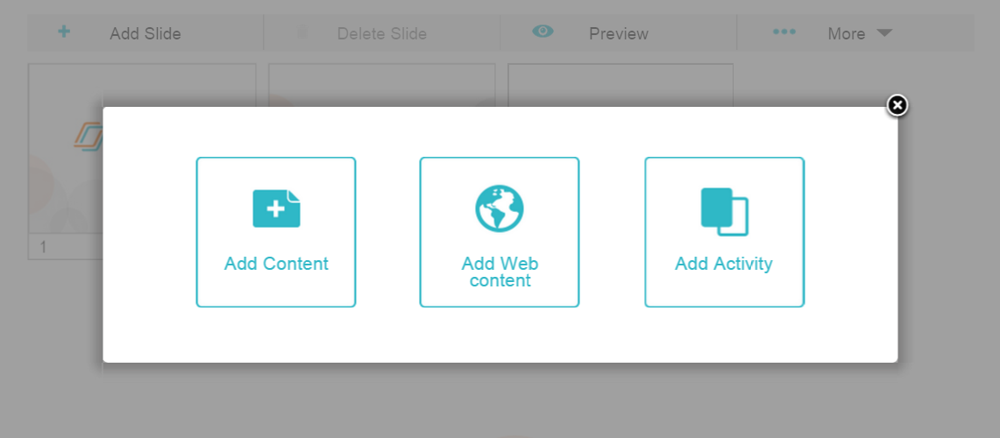 Add Slide
Delete Slide
Preview
More
Add Content
Add Web
content
Add Activity
1